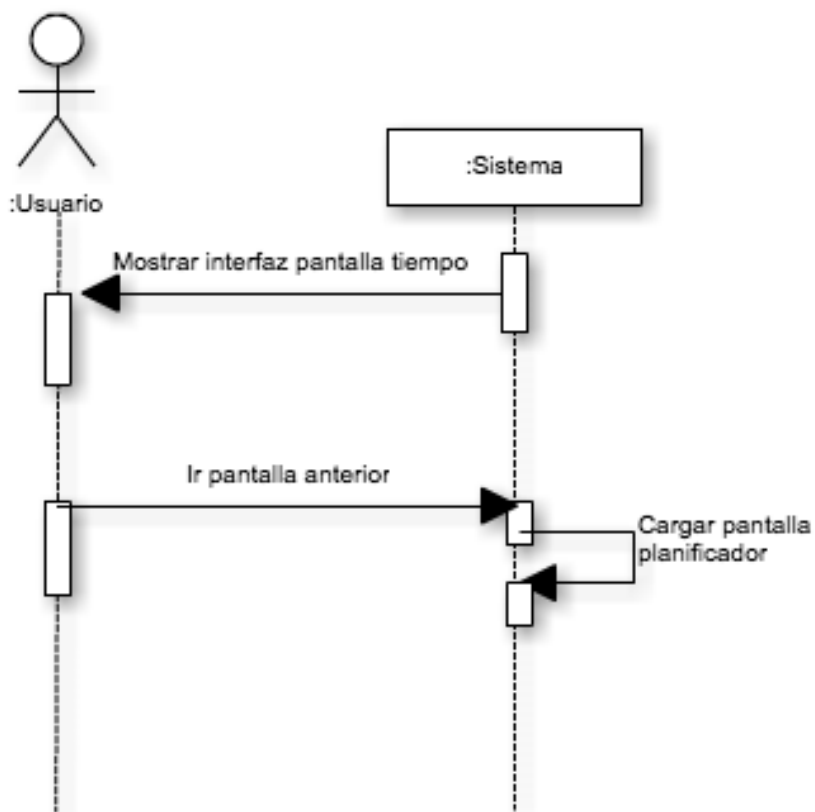 :Sistema
:Usuario
Mostrar interfaz pantalla tiempo
Ir pantalla anterior
Cargar pantalla
planificador